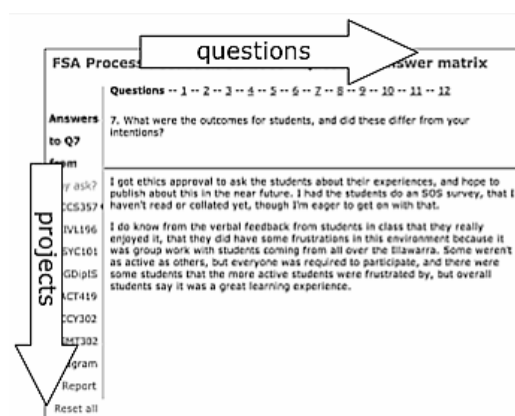 questions
FSA Proces nswer matrix
Questions -- 1 -- 2 -- 3 -- 4 -- 5 -- 6 -- 7 -- 8 -- 9 -- 10 -- 11 -- 12
Answers
to Q7
from
7. What were the outcomes for students, and did these differ from your
intentions?
I got ethics approval to ask the students about their experiences, and hope to
publish about this in the near future. I had the students do an SOS survey, that I
haven't read or collated yet, though I'm eager to get on with that.
I do know from the verbal feedback from students in class that they really
enjoyed it, that they did have some frustrations in this environment because it
was group work with students coming from all over the Illawarra. Some weren't
as active as others, but everyone was required to participate, and there were
some students that the more active students were frustrated by, but overall
students say it was a great learning experience.
projects
y ask?
CCS357
IVL196
SYC101
GDipIS
ACT419
CCY302
EMT302
gram
Report
Reset all